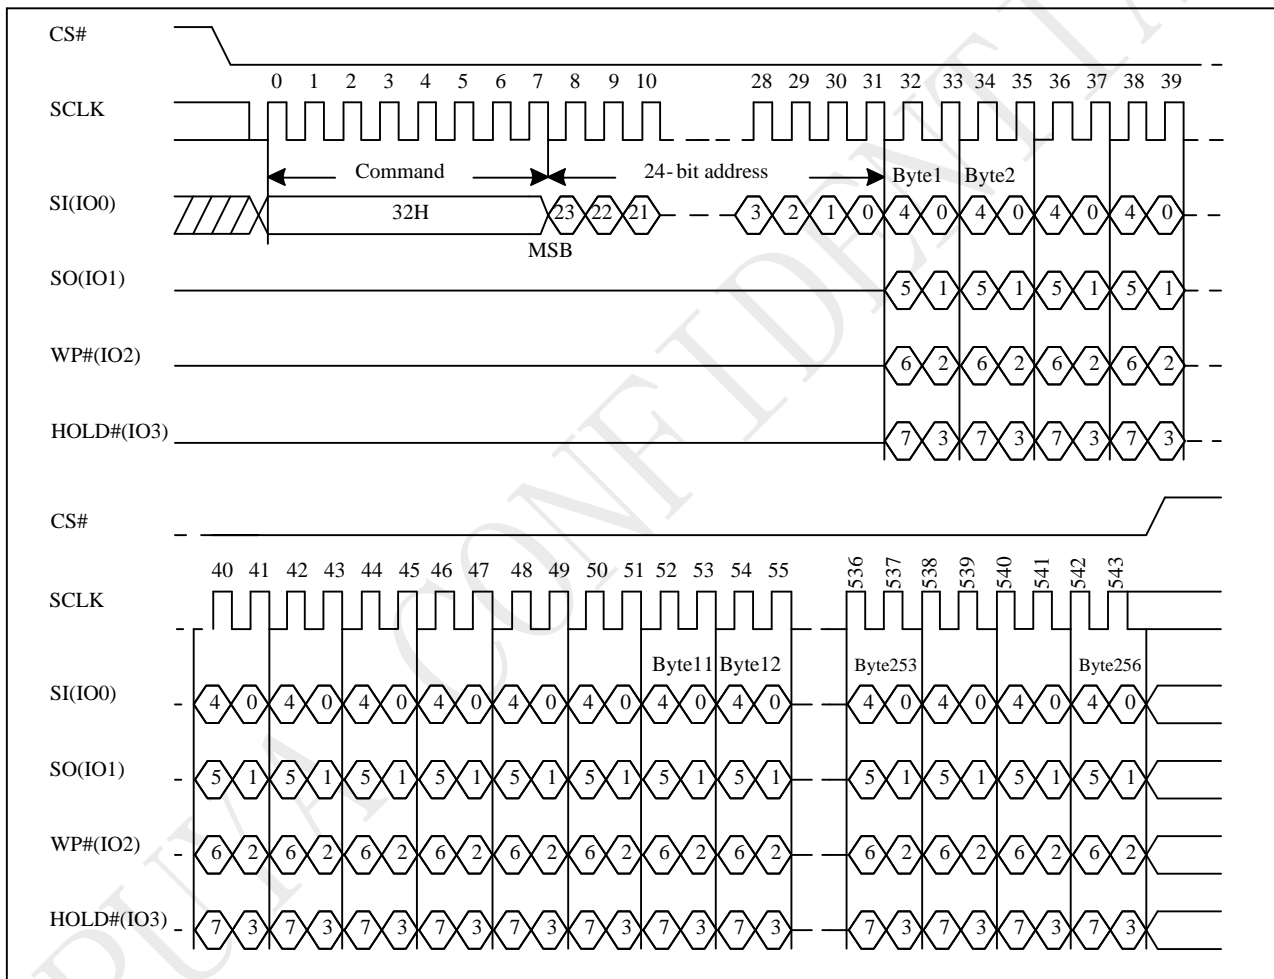 CS#
0 1 2 3 4 5 6 7 8 9 10 28 29 30 31 32 33 34 35 36 37 38 39
SCLK
Command 24-bit address Byte1 Byte2
SI(IO0) 32H 23 22 21 3 2 1 0 4 0 4 0 4 0 4 0
MSB
SO(IO1) 5 1 5 1 5 1 5 1
WP#(IO2) 6 2 6 2 6 2 6 2
HOLD#(IO3) 7 3 7 3 7 3 7 3
CS#
40 41 42 43 44 45 46 47 48 49 50 51 52 53 54 55 536 537 538 539 540 541 542 543
SCLK
Byte11 Byte12 Byte253 Byte256
SI(IO0) 4 0 4 0 4 0 4 0 4 0 4 0 4 0 4 0 4 0 4 0 4 0 4 0
SO(IO1) 5 1 5 1 5 1 5 1 5 1 5 1 5 1 5 1 5 1 5 1 5 1 5 1
WP#(IO2) 6 2 6 2 6 2 6 2 6 2 6 2 6 2 6 2 6 2 6 2 6 2 6 2
HOLD#(IO3) 7 3 7 3 7 3 7 3 7 3 7 3 7 3 7 3 7 3 7 3 7 3 7 3
PUYA CONFIDENTIA